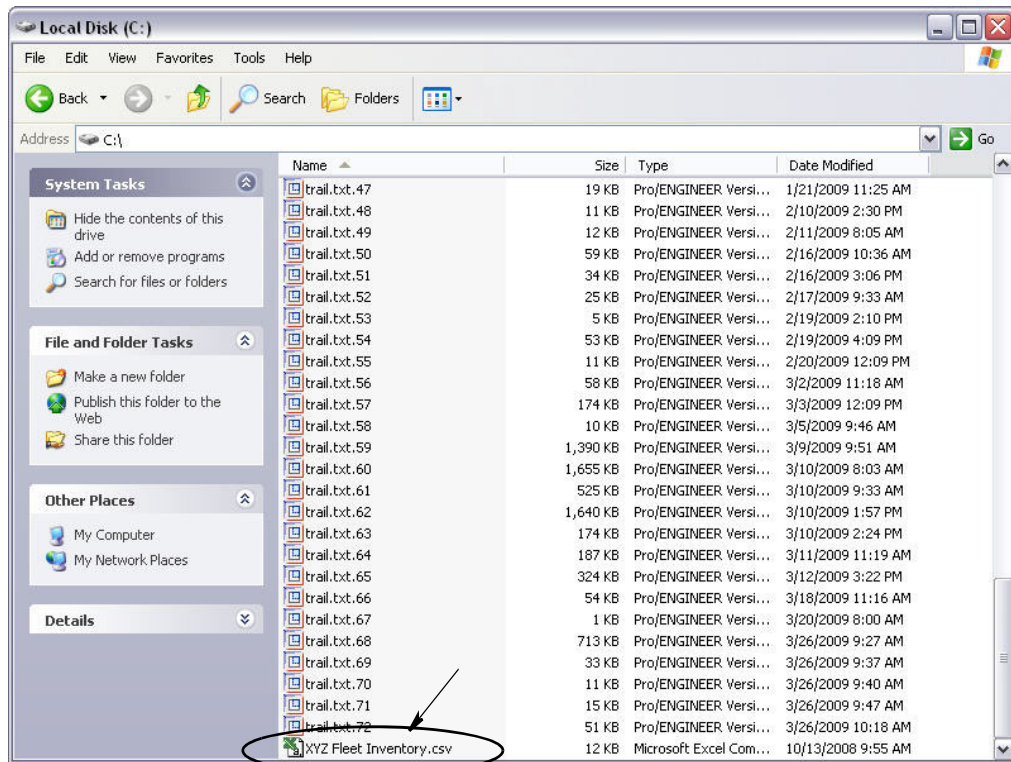 Local Disk (C:)
File Edit View Favorites Tools Help
Back Search Folders
Address C:\ Go
Name Size Type Date Modified
System Tasks
Hide the contents of this
drive
Add or remove programs
Search for files or folders
File and Folder Tasks
Make a new folder
Publish this folder to the
Web
Share this folder
Other Places
My Computer
My Network Places
Details
trail.txt.47 19 KB Pro/ENGINEER Versi... 1/21/2009 11:25 AM
trail.txt.48 11 KB Pro/ENGINEER Versi... 2/10/2009 2:30 PM
trail.txt.49 12 KB Pro/ENGINEER Versi... 2/11/2009 8:05 AM
trail.txt.50 59 KB Pro/ENGINEER Versi... 2/16/2009 10:36 AM
trail.txt.51 34 KB Pro/ENGINEER Versi... 2/16/2009 3:06 PM
trail.txt.52 25 KB Pro/ENGINEER Versi... 2/17/2009 9:33 AM
trail.txt.53 5 KB Pro/ENGINEER Versi... 2/19/2009 2:10 PM
trail.txt.54 53 KB Pro/ENGINEER Versi... 2/19/2009 4:09 PM
trail.txt.55 11 KB Pro/ENGINEER Versi... 2/20/2009 12:09 PM
trail.txt.56 58 KB Pro/ENGINEER Versi... 3/2/2009 11:18 AM
trail.txt.57 174 KB Pro/ENGINEER Versi... 3/3/2009 12:09 PM
trail.txt.58 10 KB Pro/ENGINEER Versi... 3/5/2009 9:46 AM
trail.txt.59 1,390 KB Pro/ENGINEER Versi... 3/9/2009 9:51 AM
trail.txt.60 1,655 KB Pro/ENGINEER Versi... 3/10/2009 8:03 AM
trail.txt.61 525 KB Pro/ENGINEER Versi... 3/10/2009 9:33 AM
trail.txt.62 1,640 KB Pro/ENGINEER Versi... 3/10/2009 1:57 PM
trail.txt.63 174 KB Pro/ENGINEER Versi... 3/10/2009 2:24 PM
trail.txt.64 187 KB Pro/ENGINEER Versi... 3/11/2009 11:19 AM
trail.txt.65 324 KB Pro/ENGINEER Versi... 3/12/2009 3:22 PM
trail.txt.66 54 KB Pro/ENGINEER Versi... 3/18/2009 11:16 AM
trail.txt.67 1 KB Pro/ENGINEER Versi... 3/20/2009 8:00 AM
trail.txt.68 713 KB Pro/ENGINEER Versi... 3/26/2009 9:27 AM
trail.txt.69 33 KB Pro/ENGINEER Versi... 3/26/2009 9:37 AM
trail.txt.70 11 KB Pro/ENGINEER Versi... 3/26/2009 9:40 AM
trail.txt.71 15 KB Pro/ENGINEER Versi... 3/26/2009 9:47 AM
trail.txt.72 51 KB Pro/ENGINEER Versi... 3/26/2009 10:18 AM
XYZ Fleet Inventory.csv 12 KB Microsoft Excel Com... 10/13/2008 9:55 AM